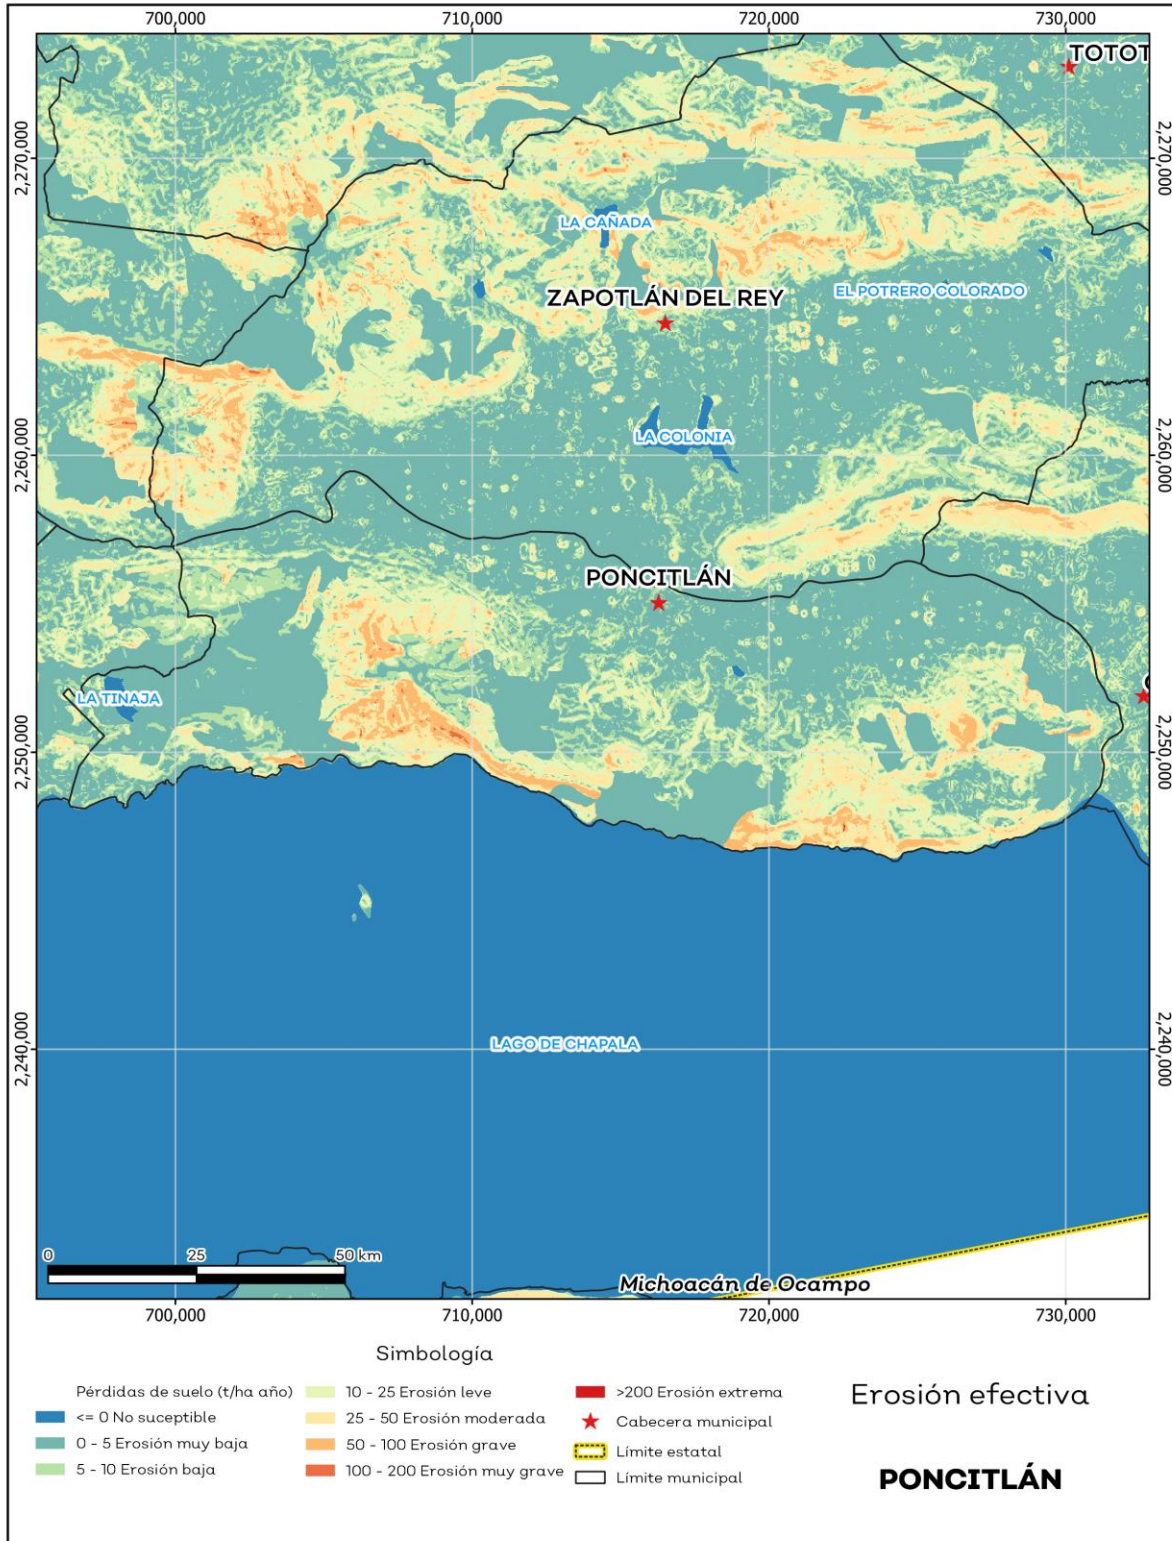 700,000 710,000 720,000 730,000
TOTOT
2,270,000 2,270,000
LA CAÑADA
ZAPOTLÁN DEL REY
EL POTRERO COLORADO
LA COLONIA
2,260,000 2,260,000
PONCITLÁN
LA TINAJA
2,250,000 2,250,000
2,240,000 2,240,000
LAGO DE CHAPALA
0 25 50 km
Michoacán de Ocampo
700,000 710,000 720,000 730,000
Simbología
Pérdidas de suelo (t/ha año)
<= 0 No suceptible
0 - 5 Erosión muy baja
5 - 10 Erosión baja
10 - 25 Erosión leve
25 - 50 Erosión moderada
50 - 100 Erosión grave
100 - 200 Erosión muy grave
>200 Erosión extrema
Cabecera municipal
Límite estatal
Límite municipal
Erosión efectiva
PONCITLÁN